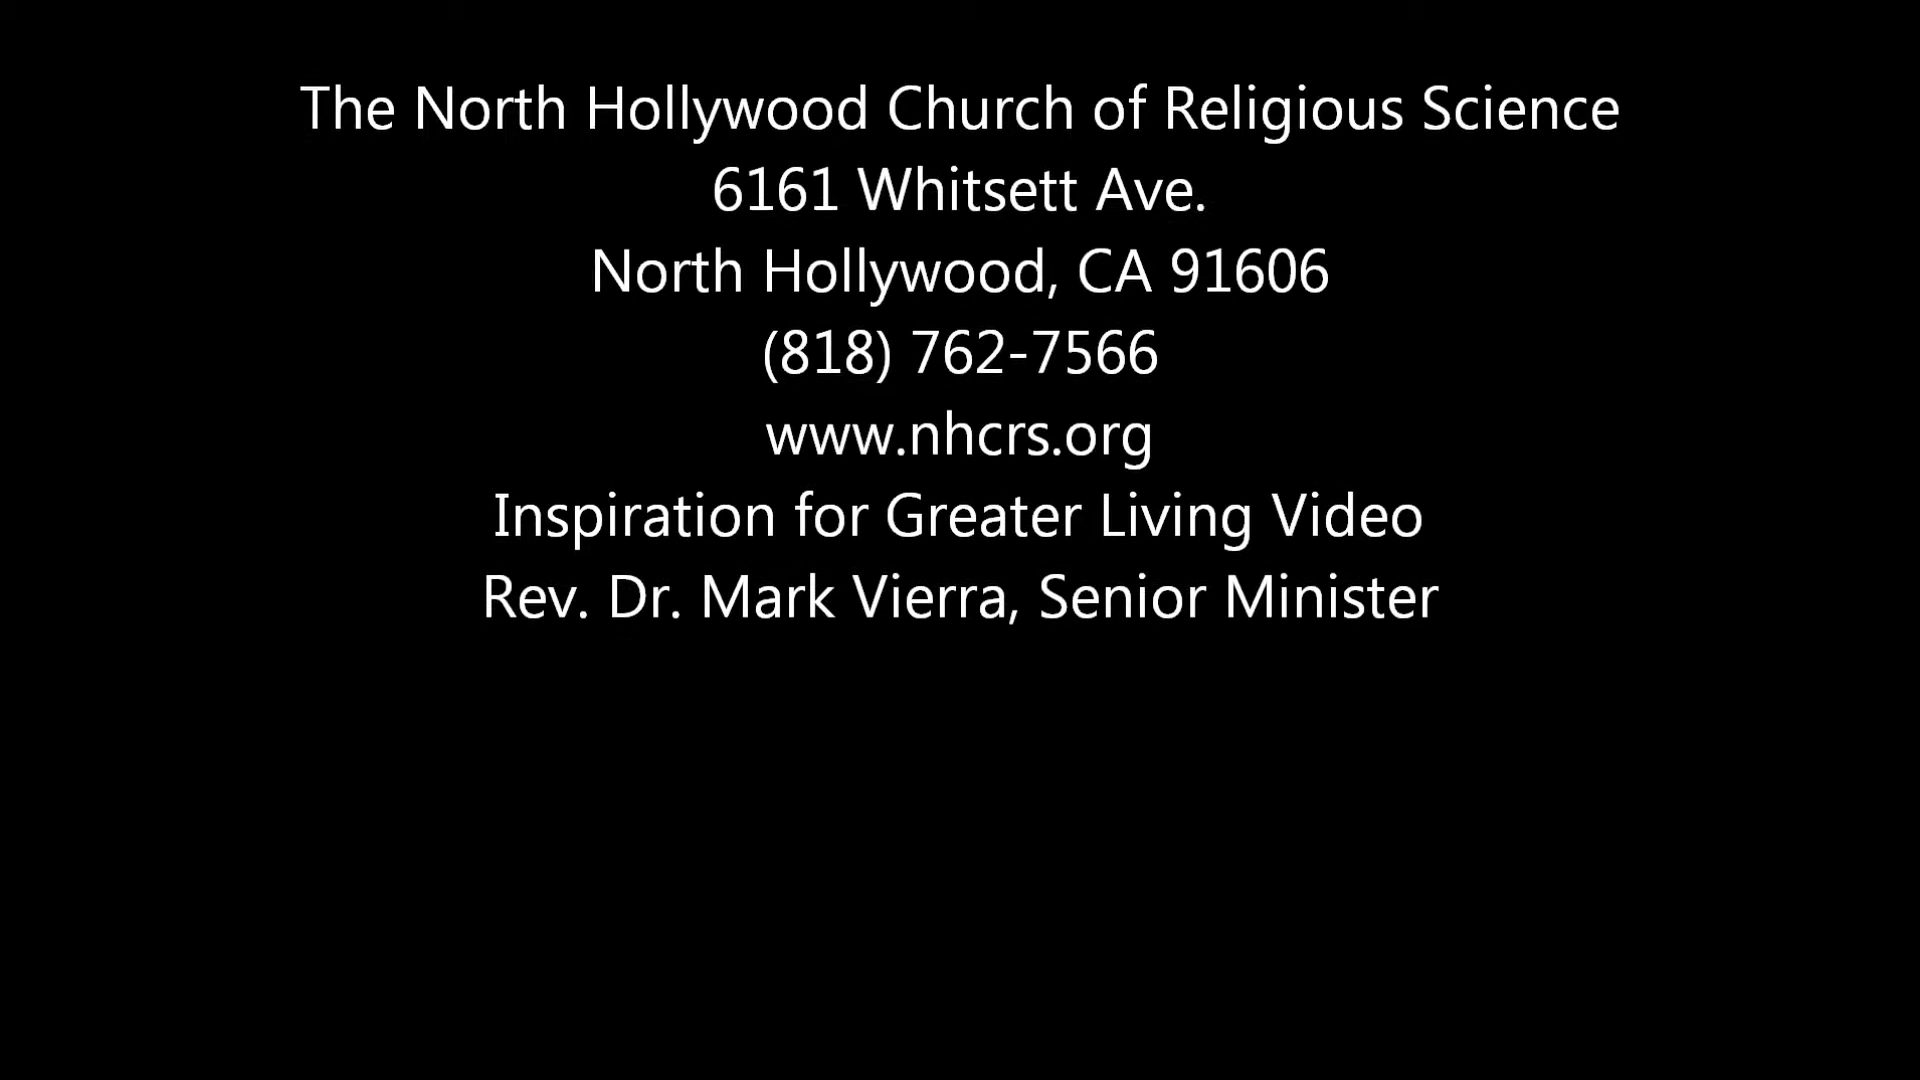 The North Hollywood Church of Religious Science
6161 Whitsett Ave.
North Hollywood, CA 91606
(818) 762-7566
www.nhcrs.org
Inspiration for Greater Living Video
Rev. Dr. Mark Vierra, Senior Minister